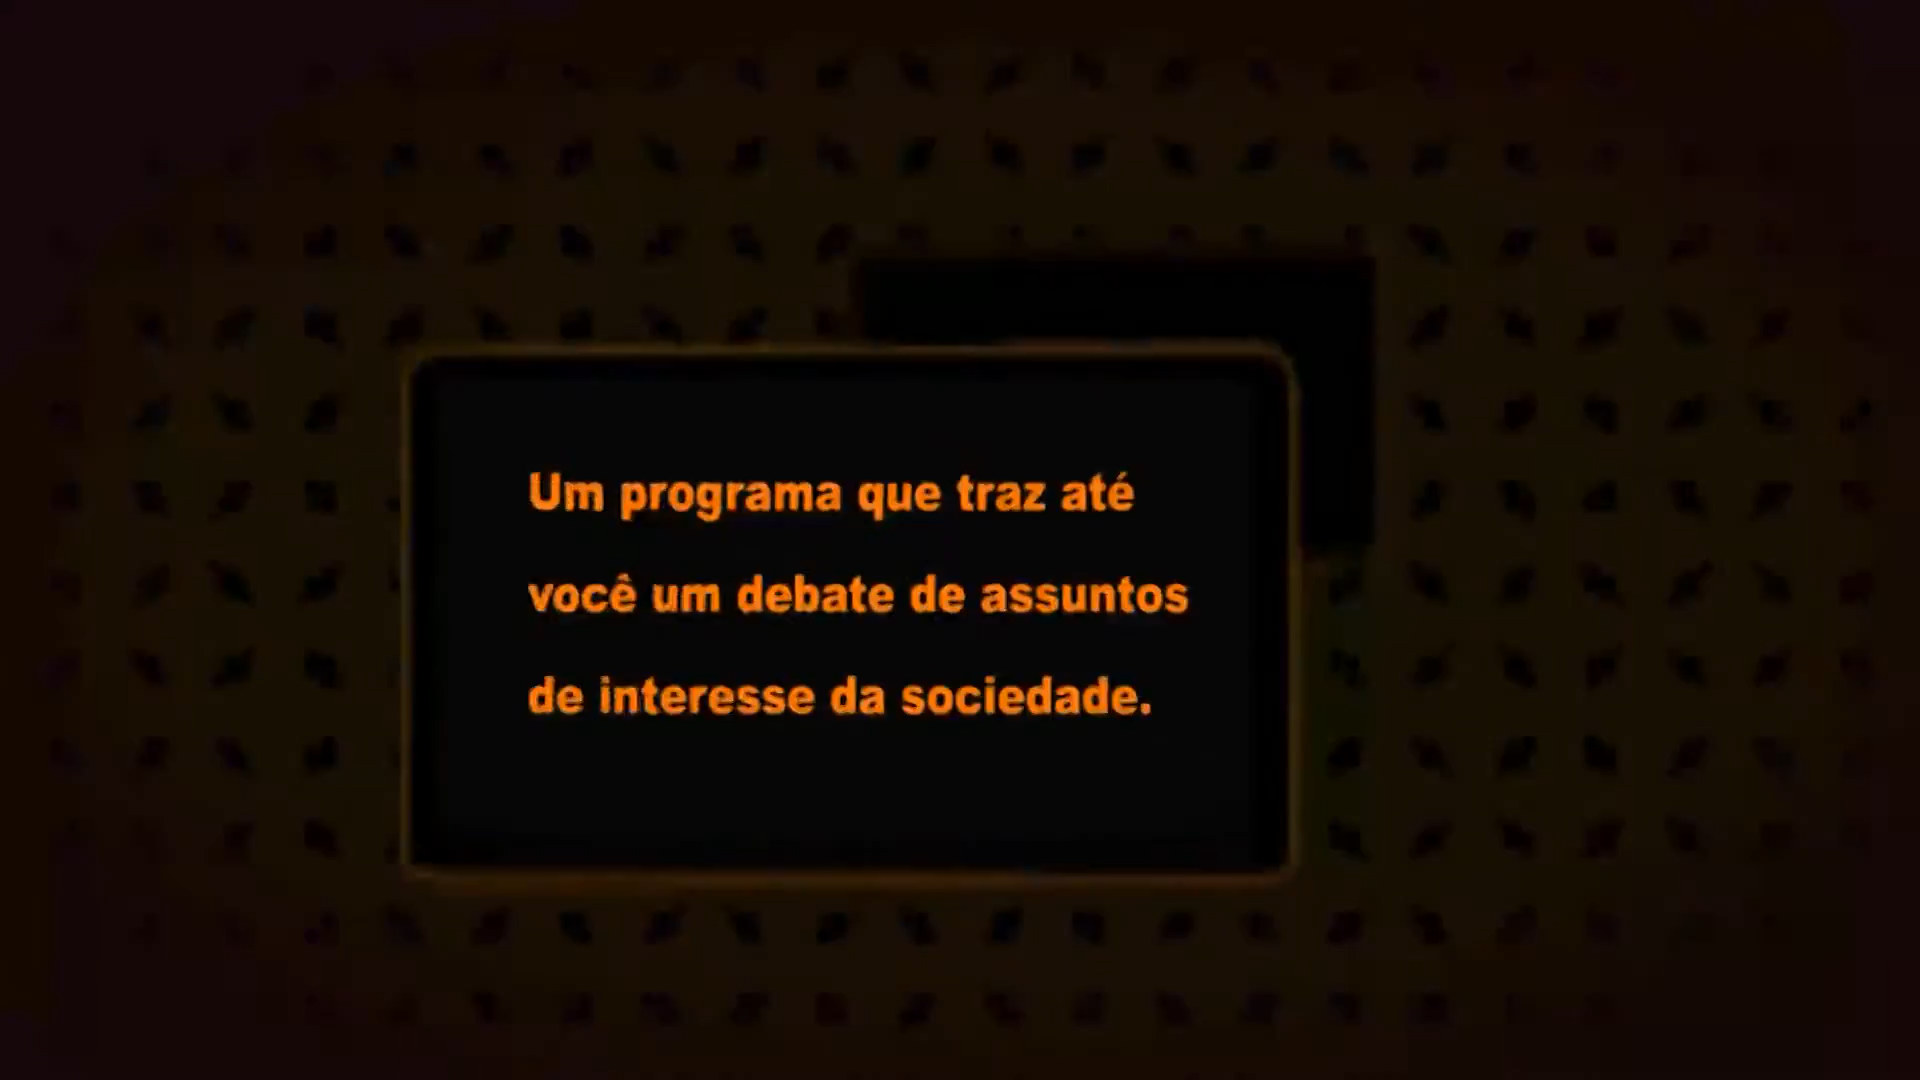 Um programa que traz até
você um debate de assuntos
de interesse da sociedade.